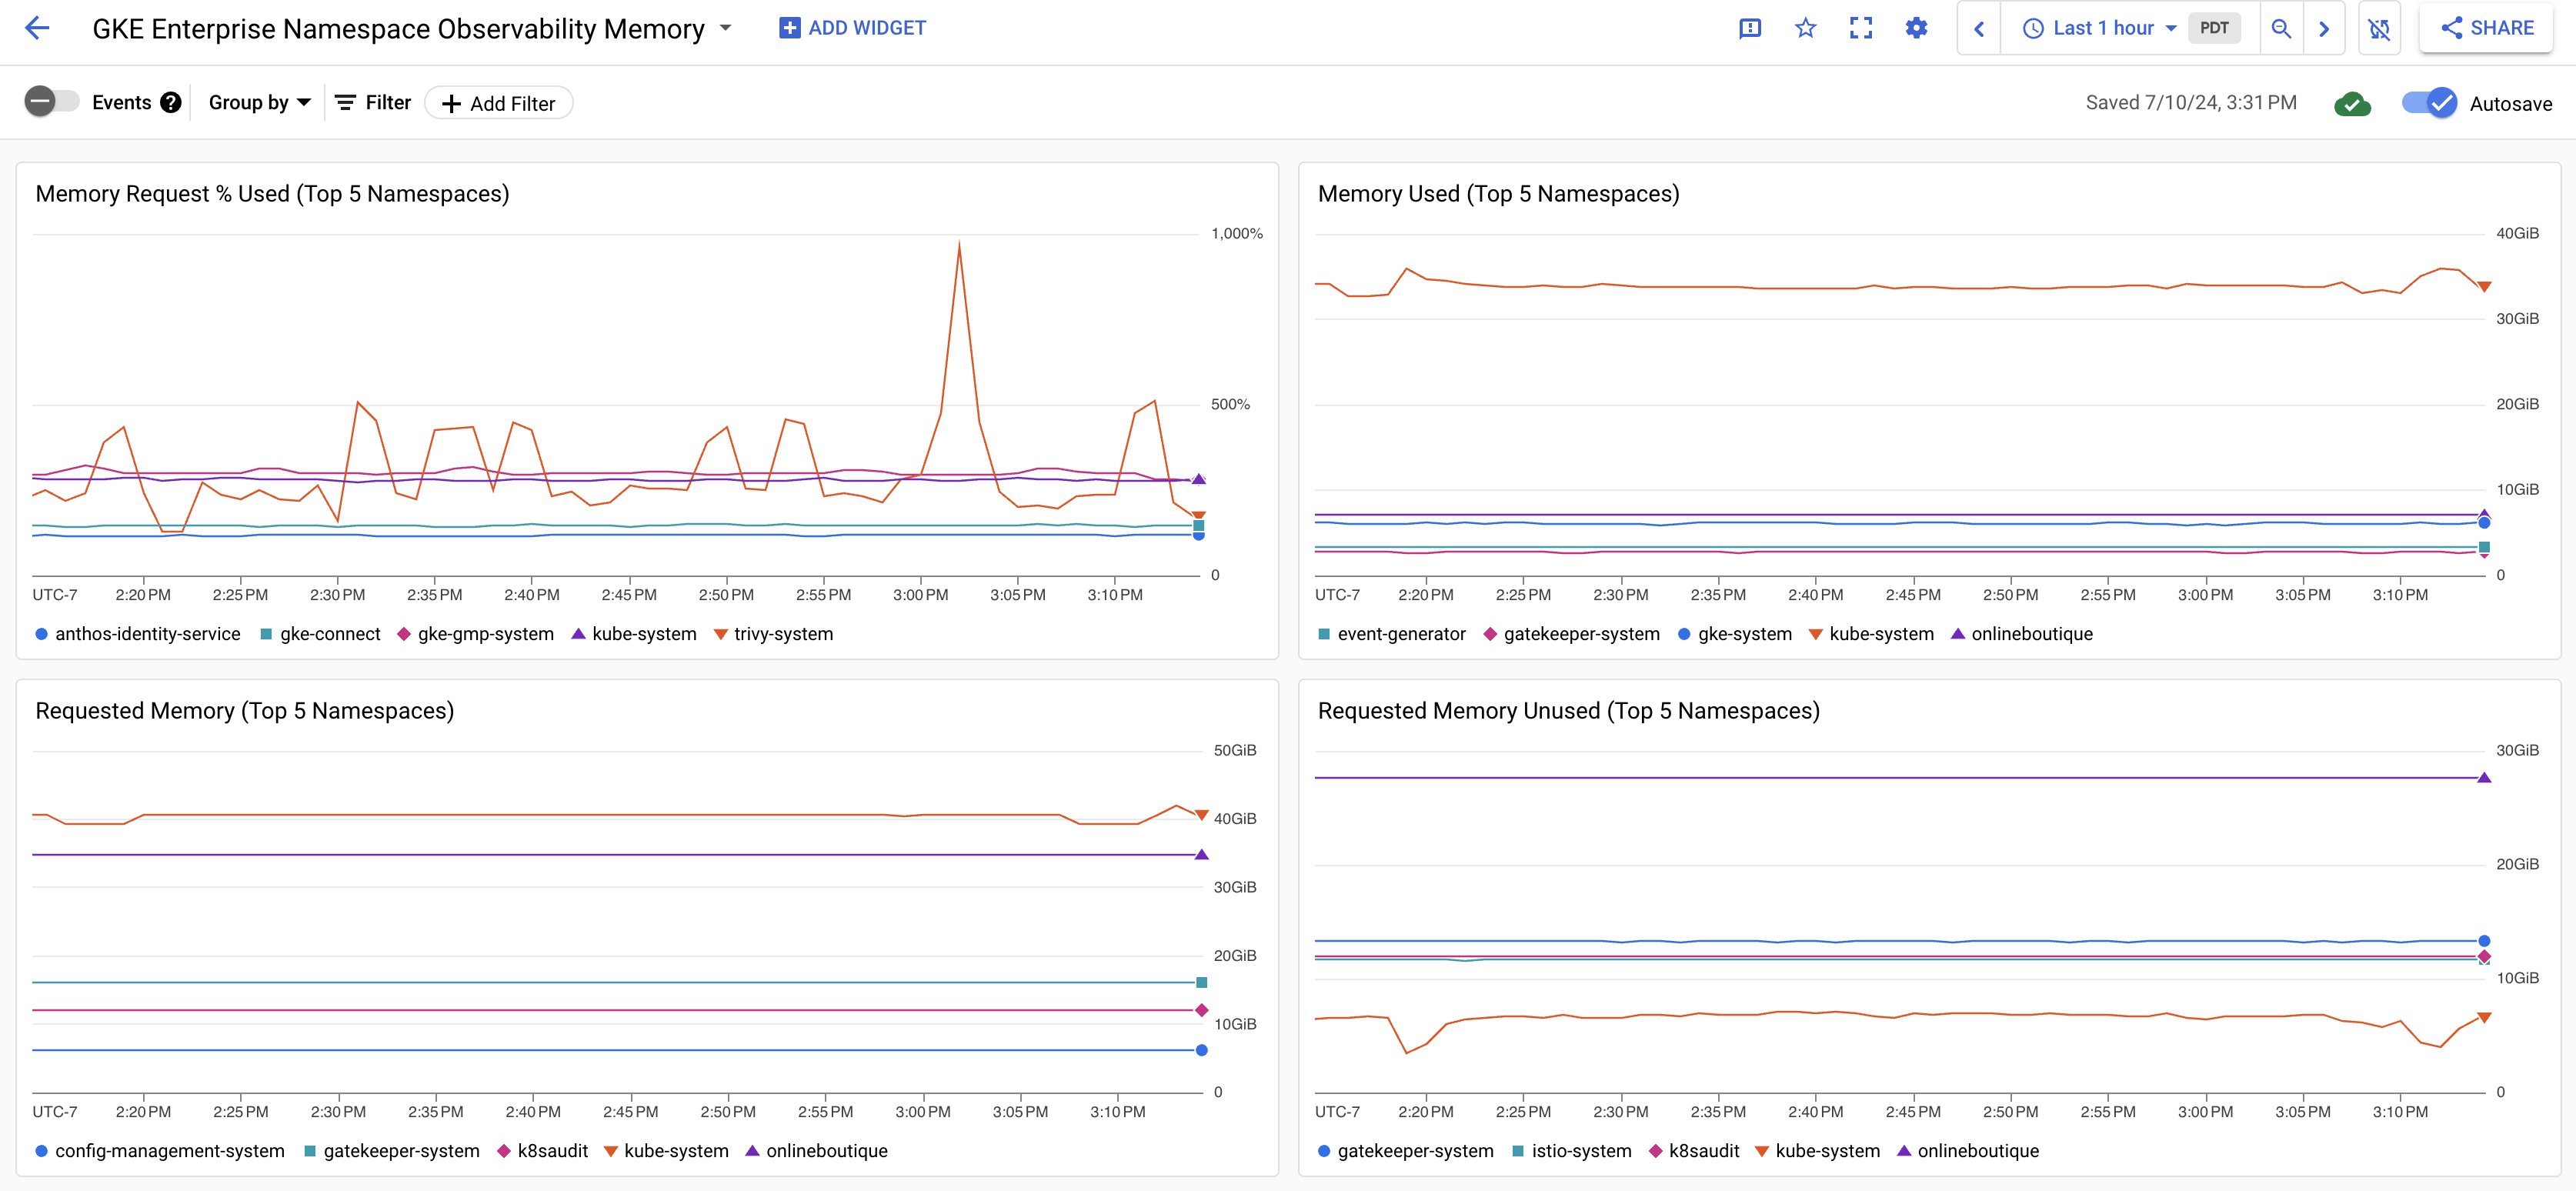 GKE Enterprise Namespace Observability Memory ADD WIDGET Last 1 hour PDT SHARE
Events ? Group by Filter Add Filter Saved 7/10/24, 3:31 PM Autosave
Memory Request % Used (Top 5 Namespaces)
1,000%
500%
0
UTC-7 2:20 PM 2:25 PM 2:30 PM 2:35 PM 2:40 PM 2:45 PM 2:50 PM 2:55 PM 3:00 PM 3:05 PM 3:10 PM
anthos-identity-service gke-connect gke-gmp-system kube-system trivy-system
Memory Used (Top 5 Namespaces)
40GiB
30GiB
20GiB
10GiB
0
UTC-7 2:20 PM 2:25 PM 2:30 PM 2:35 PM 2:40 PM 2:45 PM 2:50 PM 2:55 PM 3:00 PM 3:05 PM 3:10 PM
event-generator gatekeeper-system gke-system kube-system onlineboutique
Requested Memory (Top 5 Namespaces)
50GiB
40GiB
30GiB
20GiB
10GiB
0
UTC-7 2:20 PM 2:25 PM 2:30 PM 2:35 PM 2:40 PM 2:45 PM 2:50 PM 2:55 PM 3:00 PM 3:05 PM 3:10 PM
config-management-system gatekeeper-system k8saudit kube-system onlineboutique
Requested Memory Unused (Top 5 Namespaces)
30GiB
20GiB
10GiB
0
UTC-7 2:20 PM 2:25 PM 2:30 PM 2:35 PM 2:40 PM 2:45 PM 2:50 PM 2:55 PM 3:00 PM 3:05 PM 3:10 PM
gatekeeper-system istio-system k8saudit kube-system onlineboutique